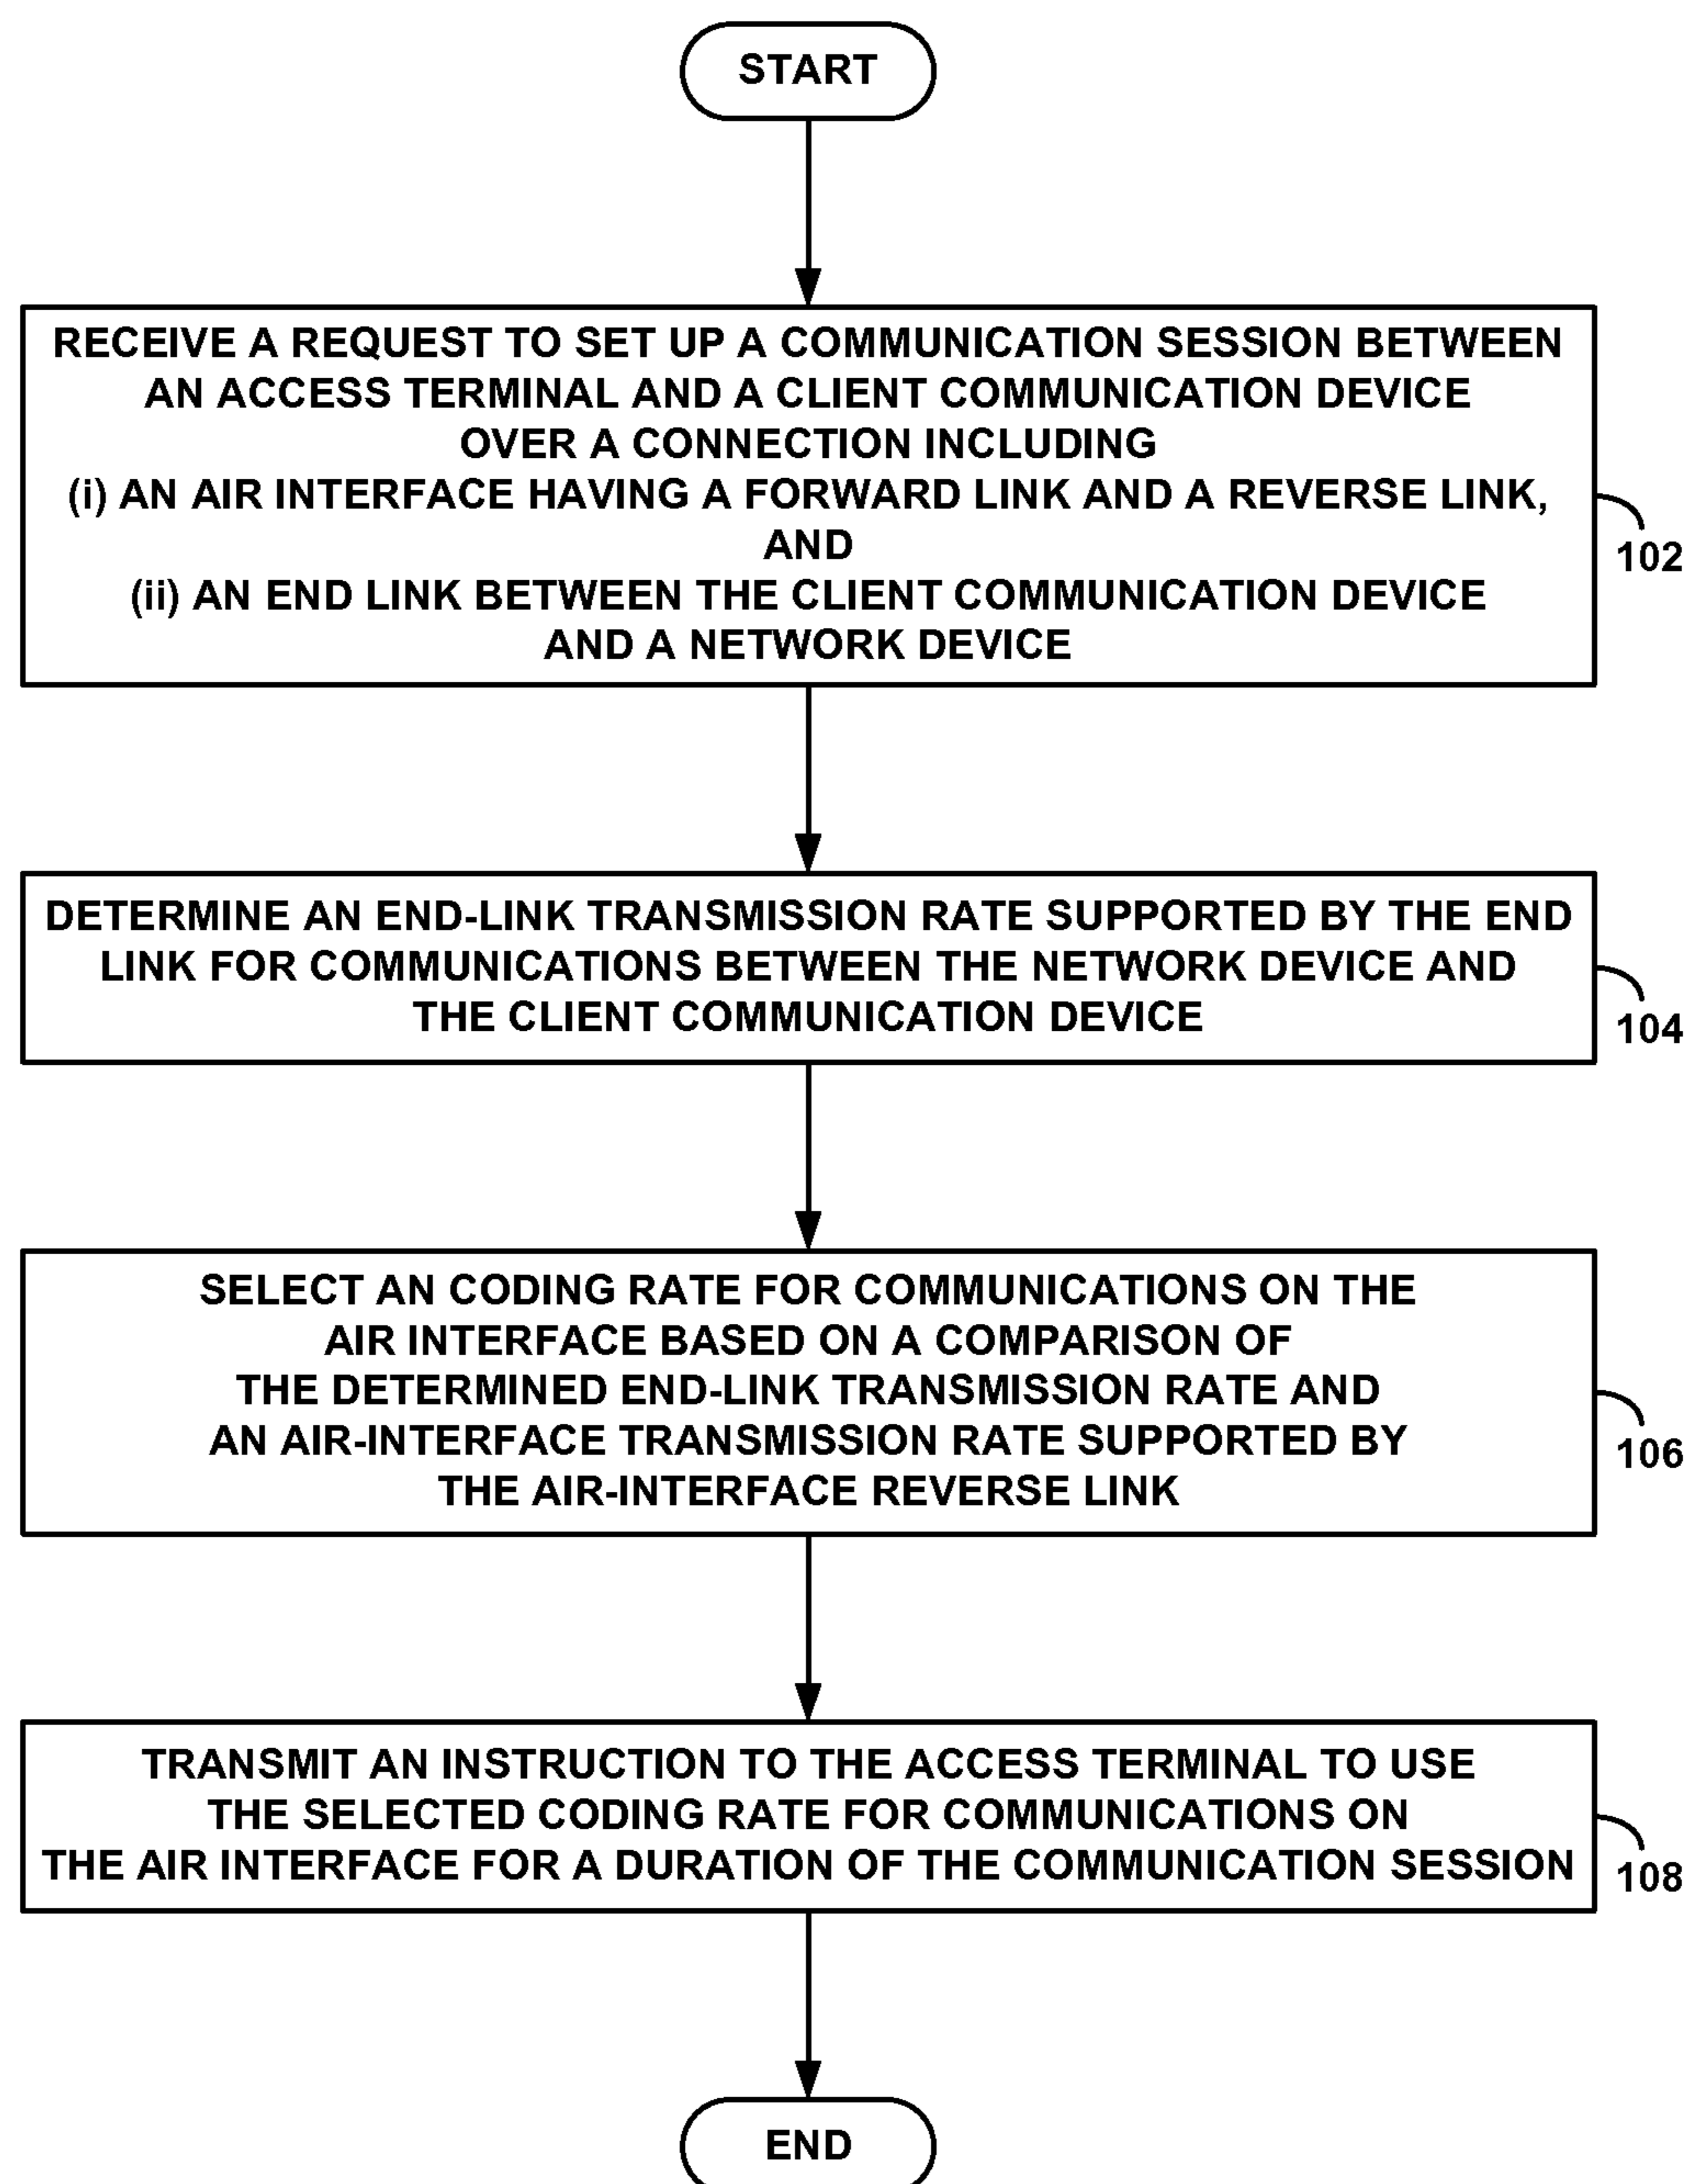 START
RECEIVE A REQUEST TO SET UP A COMMUNICATION SESSION BETWEEN
AN ACCESS TERMINAL AND A CLIENT COMMUNICATION DEVICE
OVER A CONNECTION INCLUDING
(i) AN AIR INTERFACE HAVING A FORWARD LINK AND A REVERSE LINK,
AND
(ii) AN END LINK BETWEEN THE CLIENT COMMUNICATION DEVICE
AND A NETWORK DEVICE
102
DETERMINE AN END-LINK TRANSMISSION RATE SUPPORTED BY THE END
LINK FOR COMMUNICATIONS BETWEEN THE NETWORK DEVICE AND
THE CLIENT COMMUNICATION DEVICE
104
SELECT AN CODING RATE FOR COMMUNICATIONS ON THE
AIR INTERFACE BASED ON A COMPARISON OF
THE DETERMINED END-LINK TRANSMISSION RATE AND
AN AIR-INTERFACE TRANSMISSION RATE SUPPORTED BY
THE AIR-INTERFACE REVERSE LINK
106
TRANSMIT AN INSTRUCTION TO THE ACCESS TERMINAL TO USE
THE SELECTED CODING RATE FOR COMMUNICATIONS ON
THE AIR INTERFACE FOR A DURATION OF THE COMMUNICATION SESSION
108
END